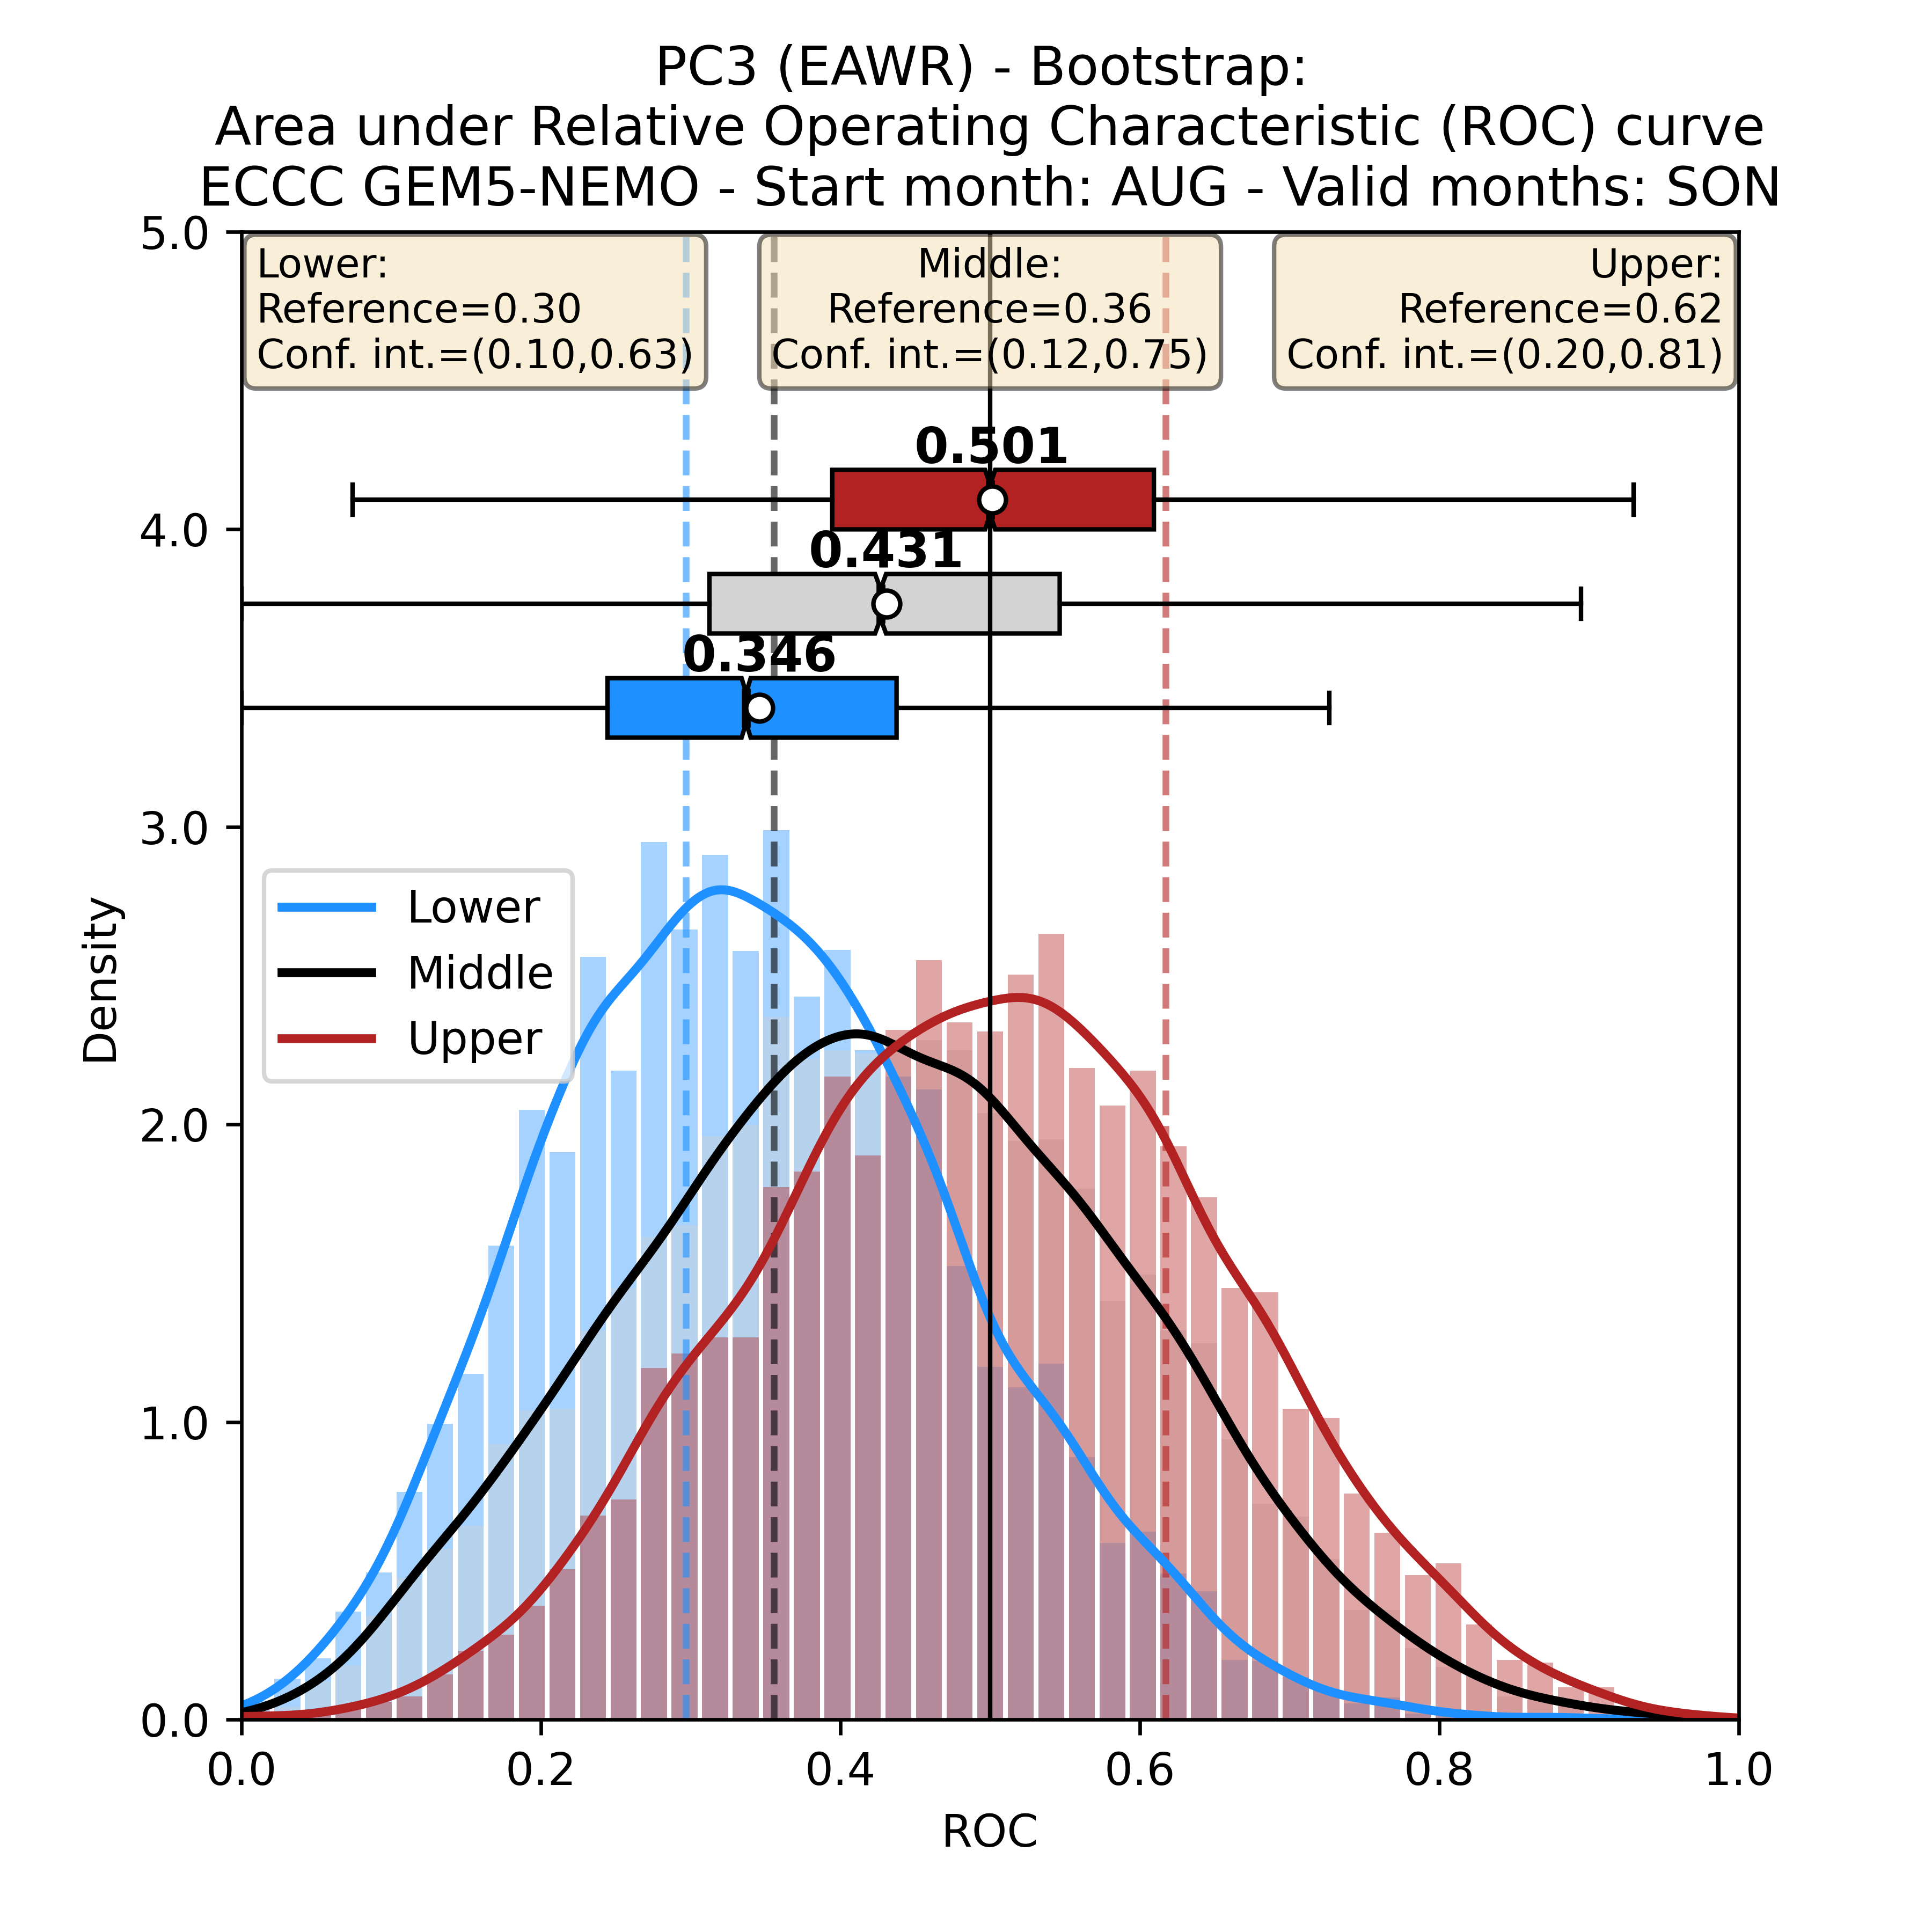 PC3 (EAWR) - Bootstrap:
Area under Relative Operating Characteristic (ROC) curve
ECCC GEM5-NEMO - Start month: AUG - Valid months: SON
Lower:
Reference=0.30
Conf. int.=(0.10,0.63)
Middle:
Reference=0.36
Conf. int.=(0.12,0.75)
Upper:
Reference=0.62
Conf. int.=(0.20,0.81)
0.501
0.431
0.346
Lower
Middle
Upper
Density
5.0
4.0
3.0
2.0
1.0
0.0
0.0
0.2
0.4
0.6
0.8
1.0
ROC